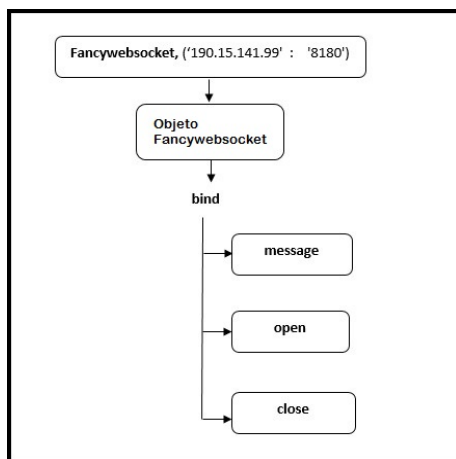 Fancywebsocket, (‘190.15.141.99' : '8180')
Objeto
Fancywebsocket
bind
message
open
close